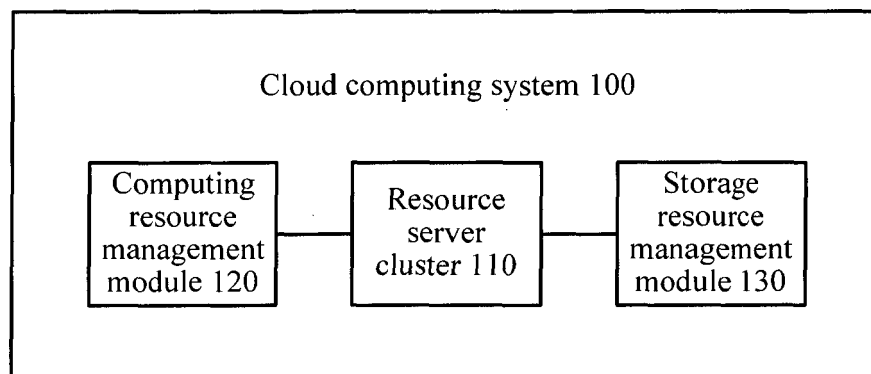 Cloud computing system 100
Computing
resource
management
module 120
Resource
server
cluster 110
Storage
resource
management
module 130